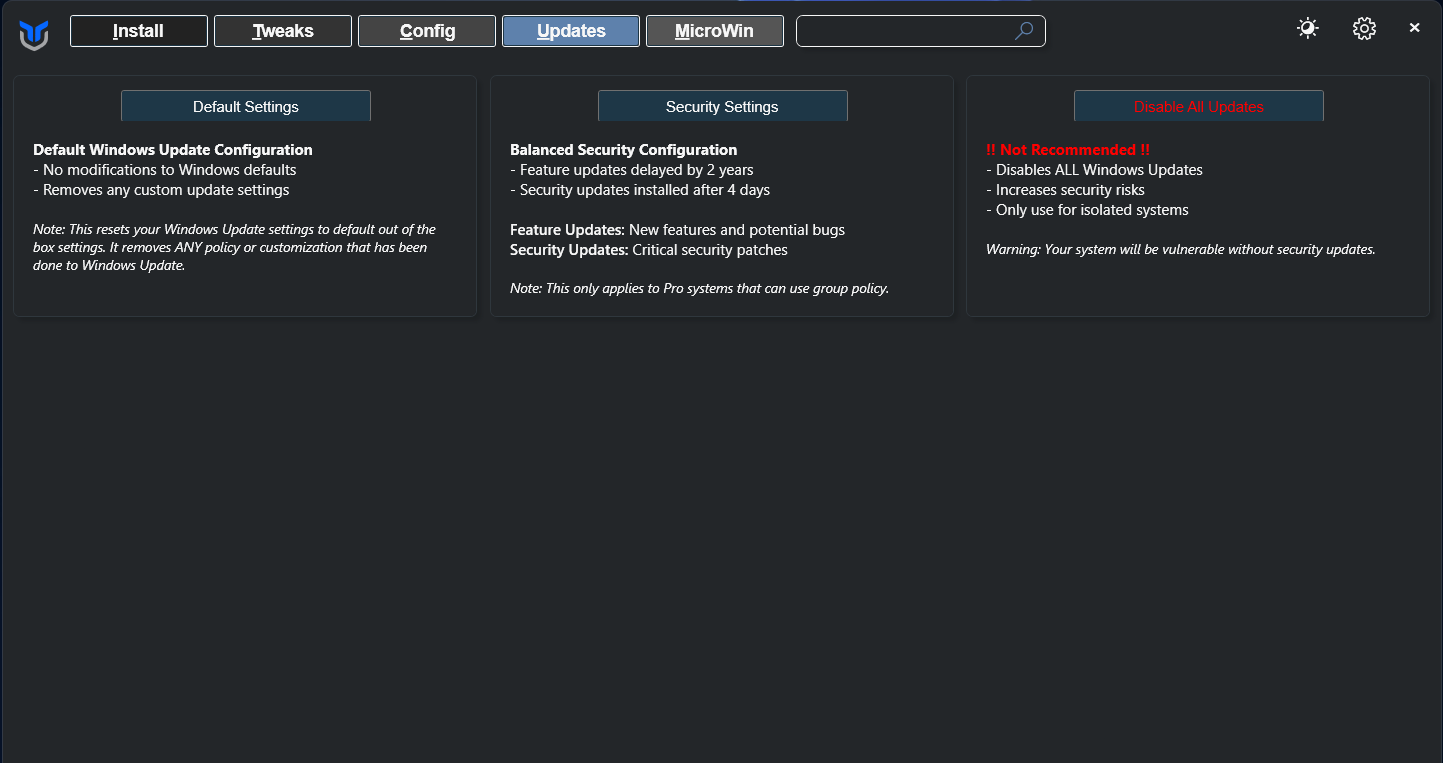 Install
Tweaks
Config
Updates
MicroWin
Default Settings
Default Windows Update Configuration
- No modifications to Windows defaults
- Removes any custom update settings
Note: This resets your Windows Update settings to default out of the
box settings. It removes ANY policy or customization that has been
done to Windows Update.
Security Settings
Balanced Security Configuration
- Feature updates delayed by 2 years
- Security updates installed after 4 days
Feature Updates: New features and potential bugs
Security Updates: Critical security patches
Note: This only applies to Pro systems that can use group policy.
Disable All Updates
!! Not Recommended !!
- Disables ALL Windows Updates
- Increases security risks
- Only use for isolated systems
Warning: Your system will be vulnerable without security updates.